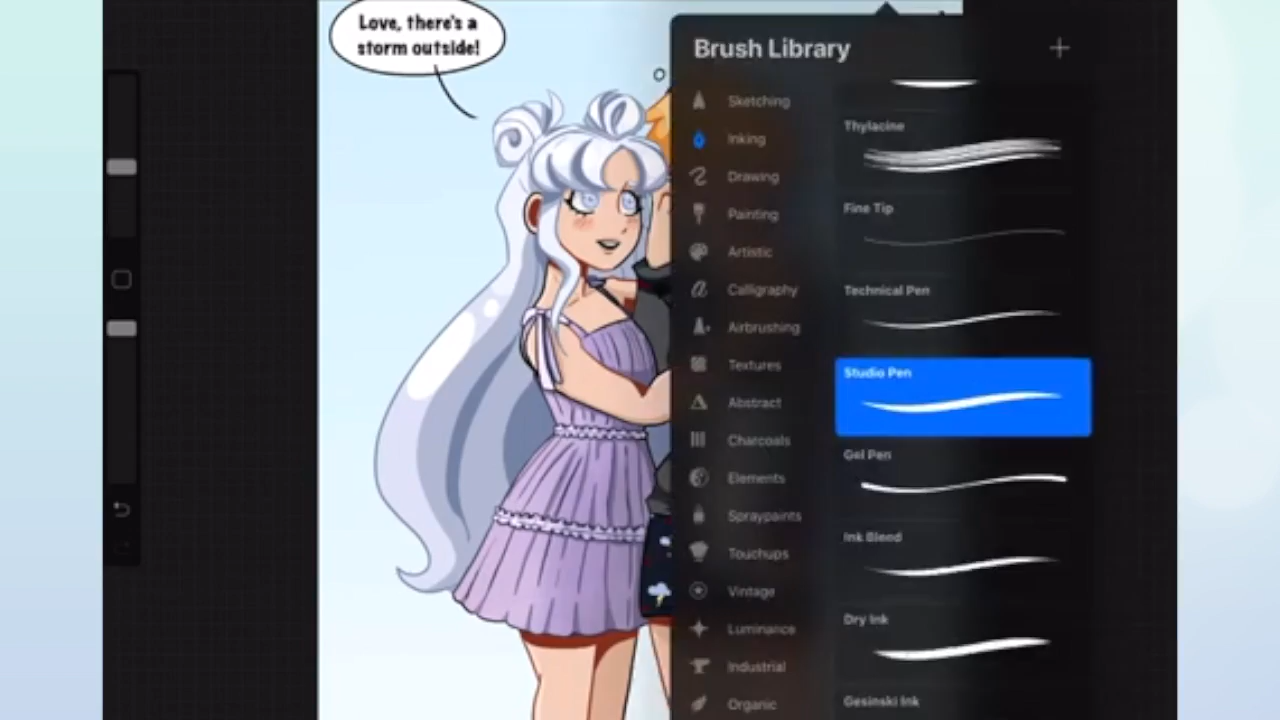 Love, there's a
storm outside!
Brush Library
Sketching
Inking
Drawing
Painting
Artistic
Calligraphy
Airbrushing
Textures
Abstract
Charcoals
Elements
Spraypaints
Touchups
Vintage
Luminance
Industrial
Organic
Thylacine
Fine Tip
Technical Pen
Studio Pen
Gel Pen
Ink Bleed
Dry Ink
Gesinski Ink